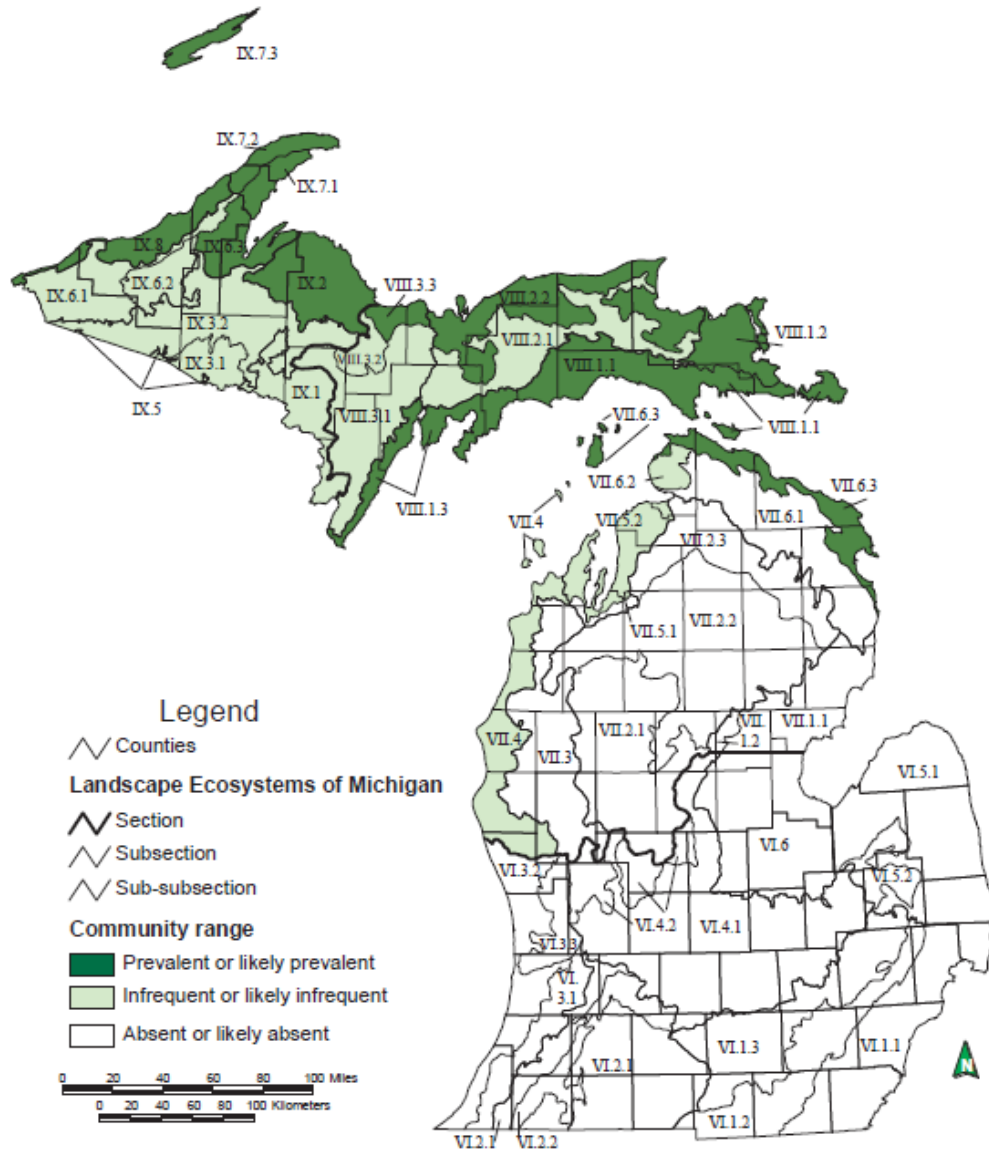 IX.7.3
IX.7.2
IX.7.1
IX.8
IX.6.3
IX.2
IX.6.2
IX.6.1
VIII.3.3
VIII.2.2
VIII.1.2
IX.3.2
VIII.2.1
IX.3.1
VIII.3.2
VIII.1.1
IX.5
IX.1
VIII.3.1
VII.6.3
VIII.1.1
VII.6.2
VIII.1.3
VII.6.3
VII.4
VII.5.2
VII.6.1
VII.2.3
VII.5.1
VII.2.2
Legend
Counties
Landscape Ecosystems of Michigan
Section
Subsection
Sub-subsection
Community range
Prevalent or likely prevalent
Infrequent or likely infrequent
Absent or likely absent
0 20 40 60 80 100 Miles
0 20 40 60 80 100 Kilometers
VII.4
VII.3
VII.2.1
VII.
1.2
VII.1.1
VI.5.1
VI.6
VI.3.2
VI.5.2
VI.4.2
VI.4.1
VI.3.3
VI.
3.1
VI.2.1
VI.1.3
VI.1.1
N
VI.1.2
VI.2.1
VI.2.2